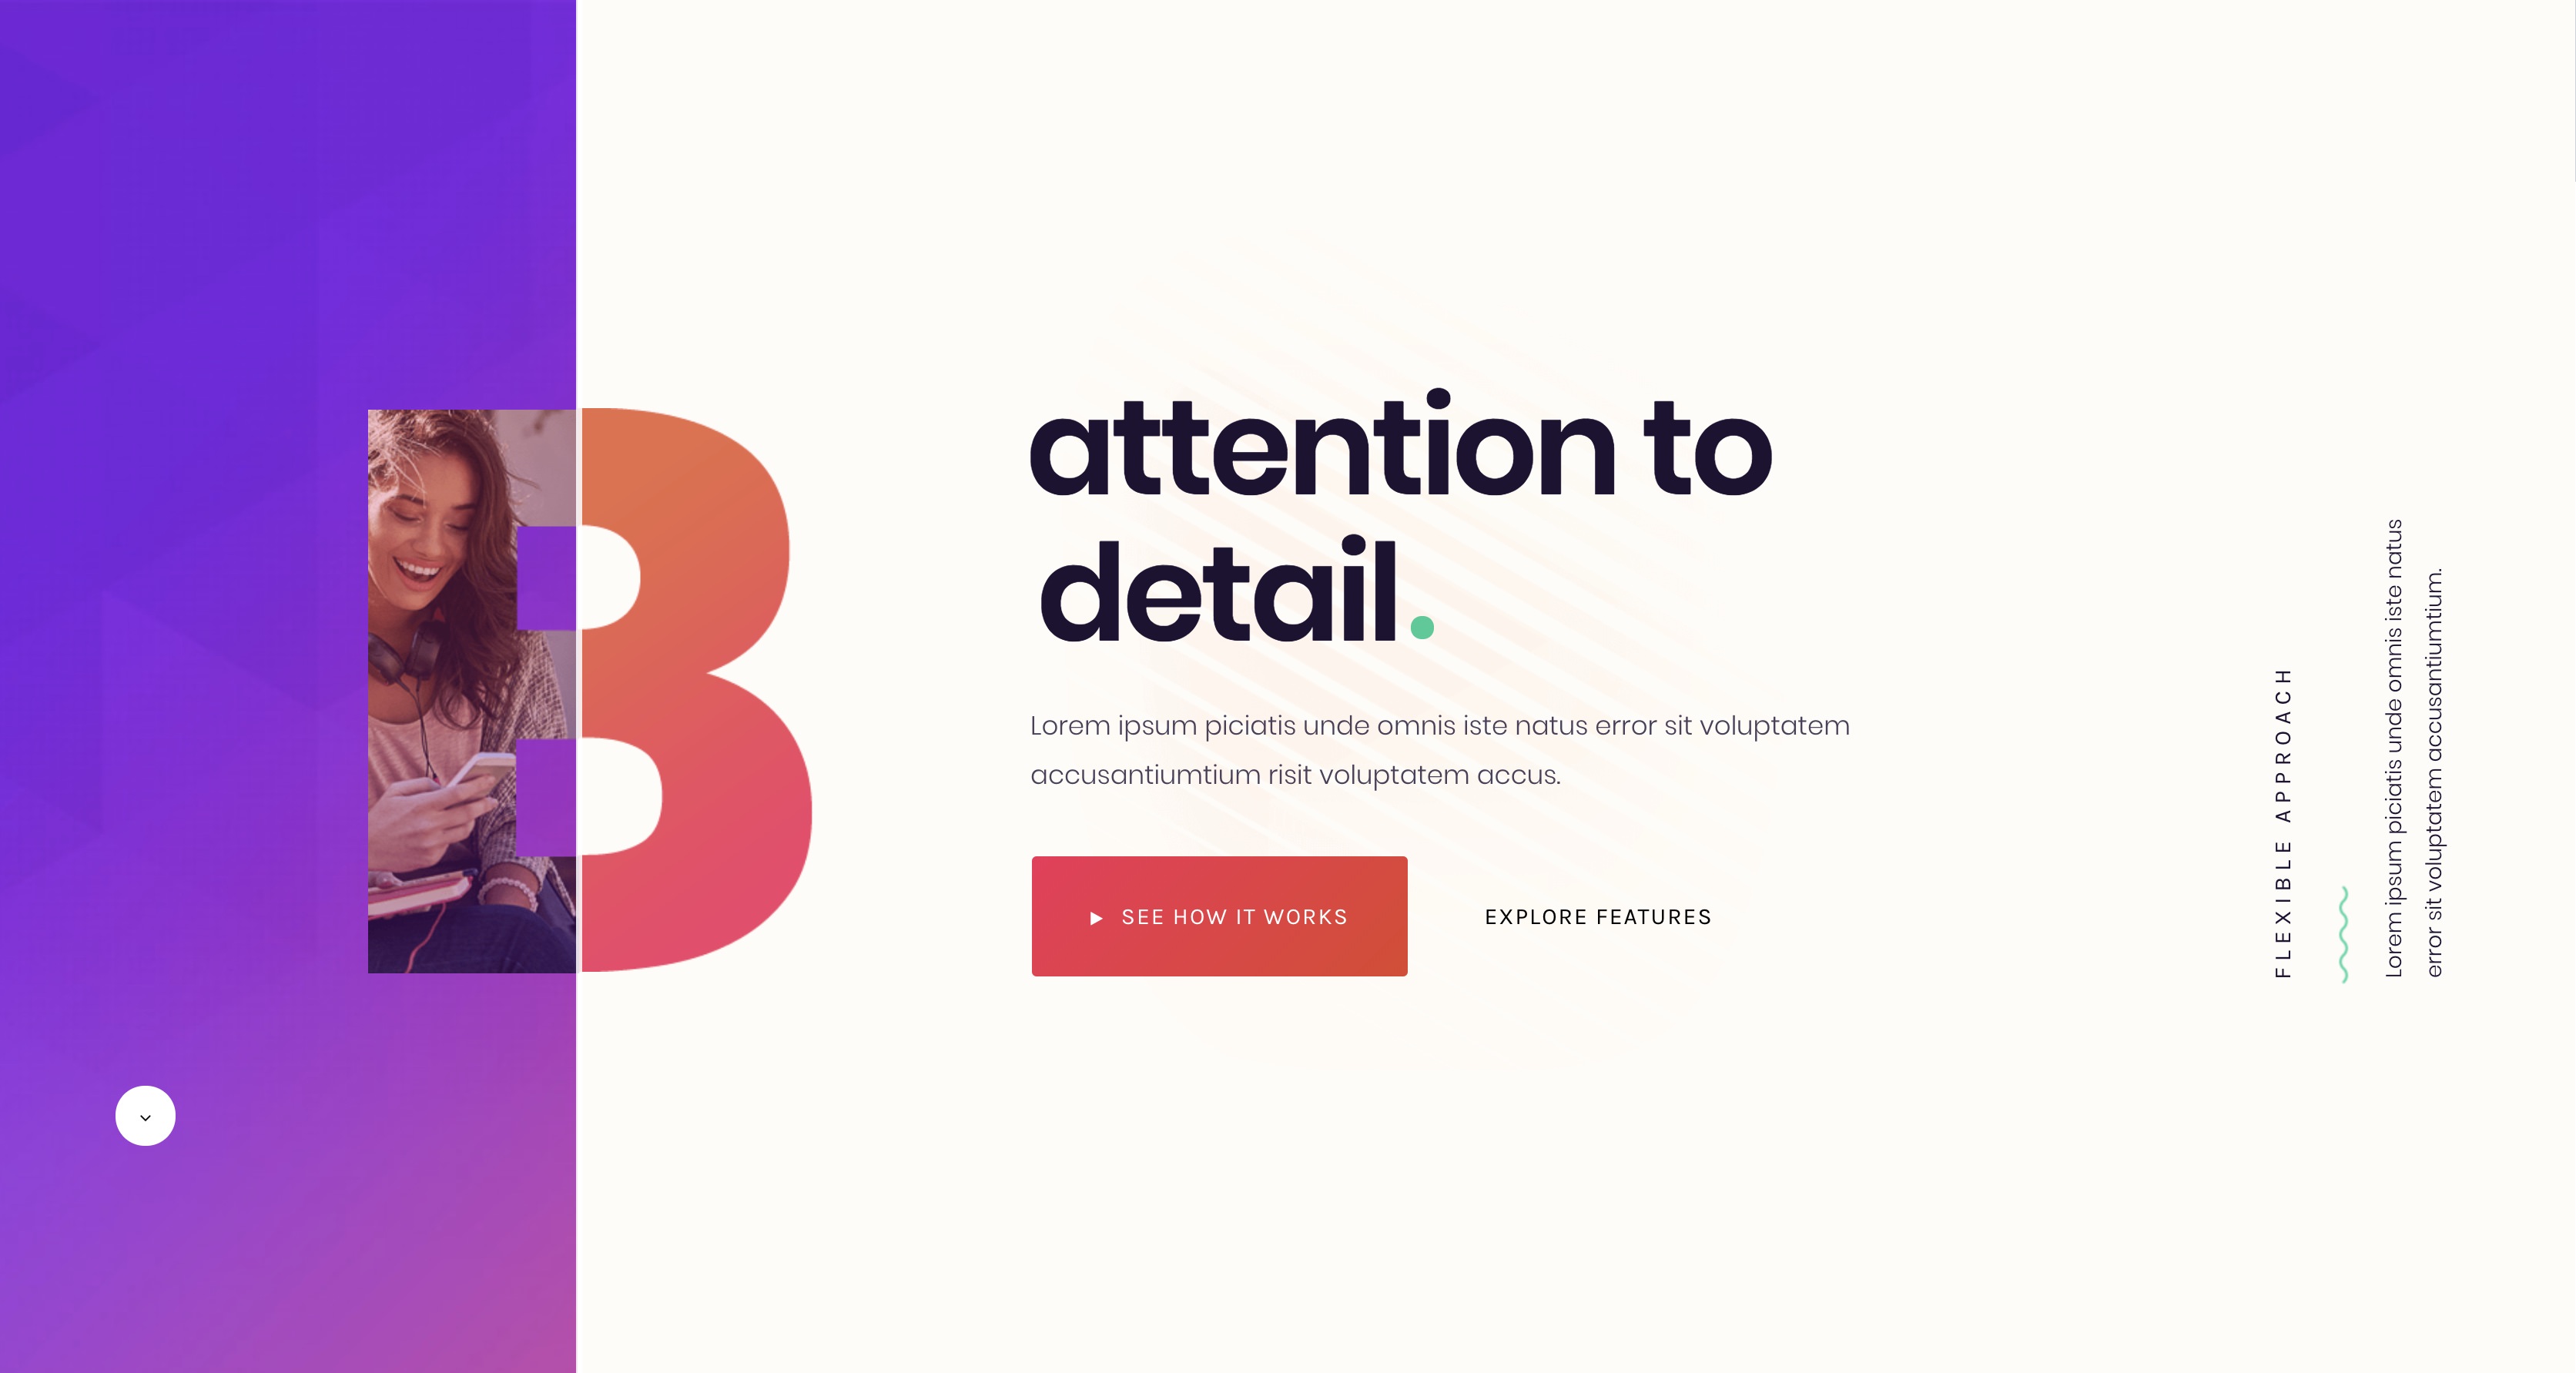 B
attention to
detail.
Lorem ipsum piciatis unde omnis iste natus error sit voluptatem
accusantiumtium risit voluptatem accus.
SEE HOW IT WORKS
EXPLORE FEATURES
FLEXIBLE APPROACH
Lorem ipsum piciatis unde omnis iste natus
error sit voluptatem accusantiumtium.